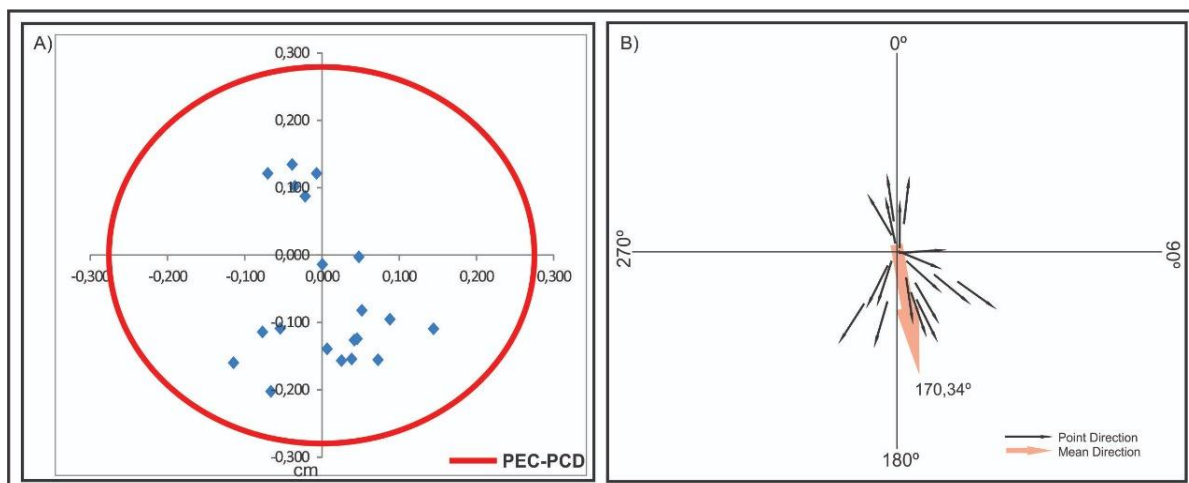 A)
0,300
0,200
0,100
0,000
-0,300
-0,200
-0,100
0,000
0,100
0,200
0,300
-0,100
-0,200
-0,300
cm
PEC-PCD
B)
0º
270º
90º
170,34º
Point Direction
Mean Direction
180º